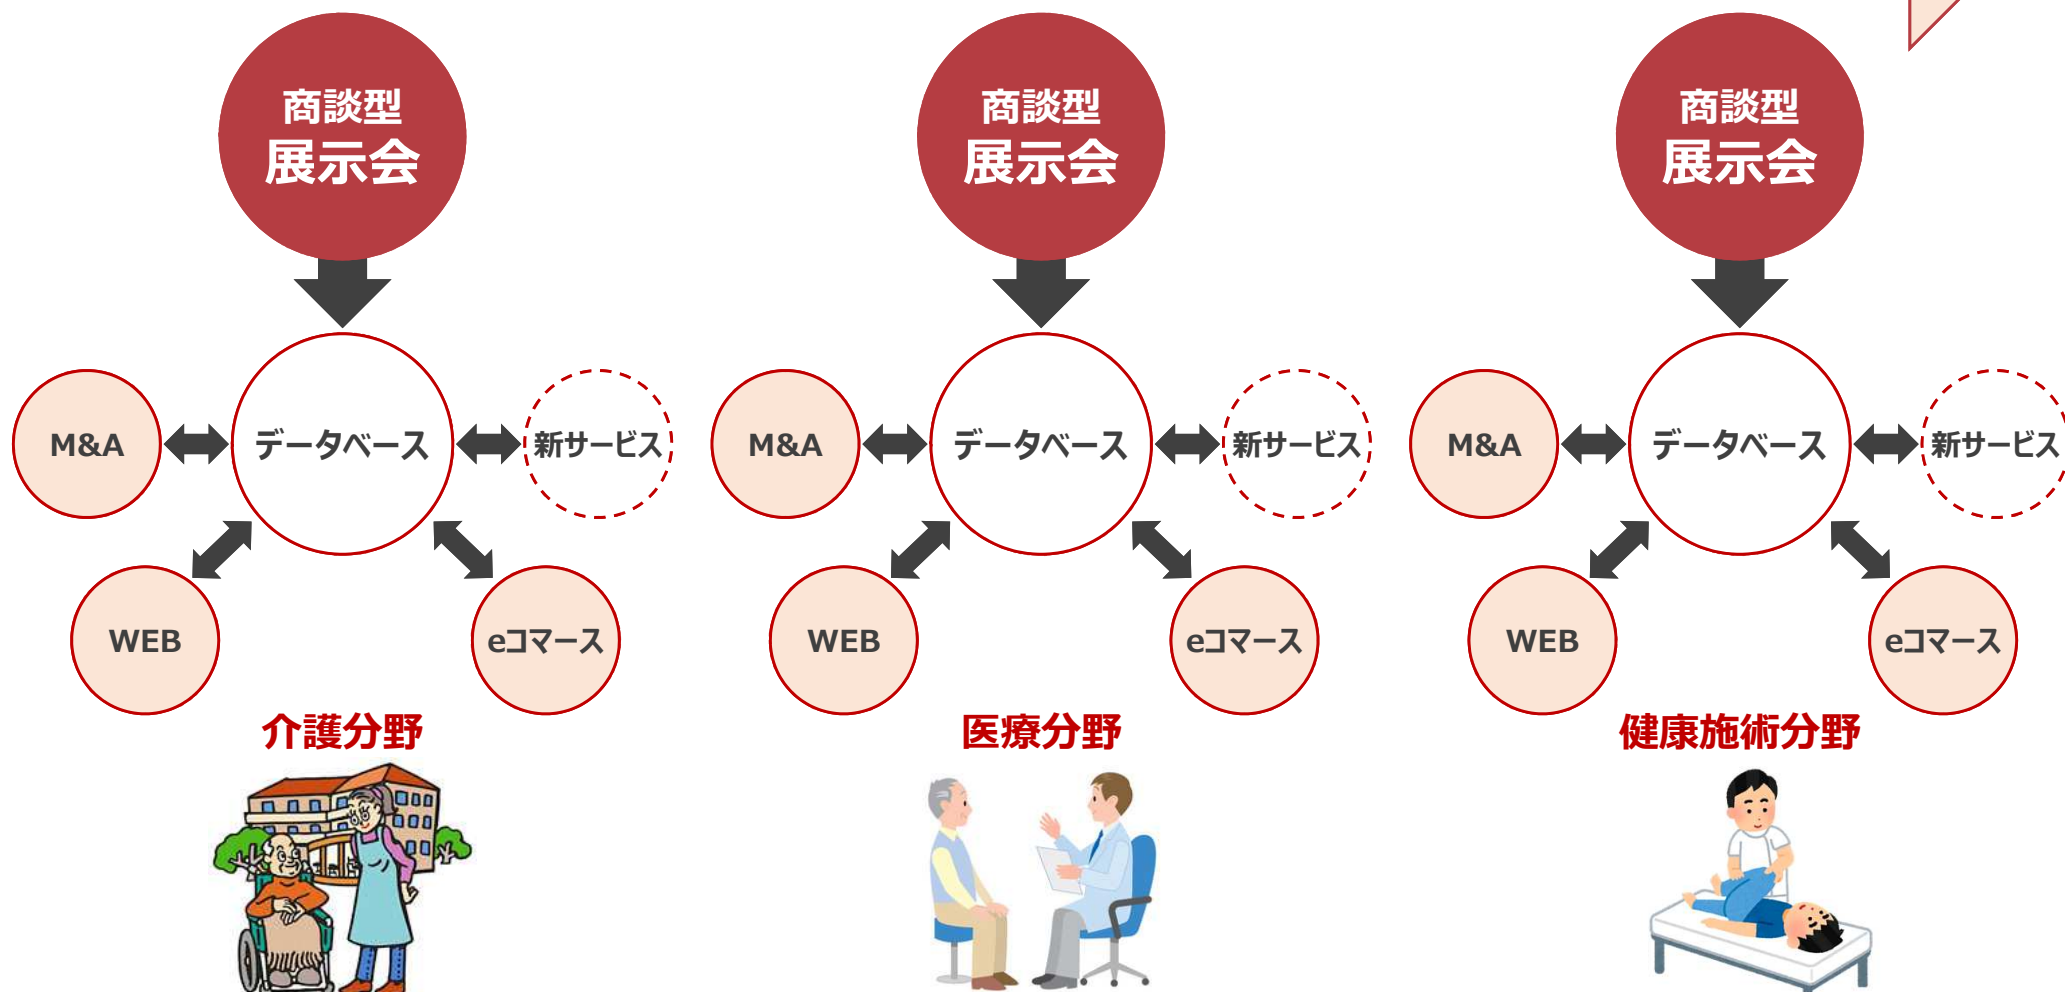 商談型
展示会
商談型
展示会
商談型
展示会
M&A
データベース
新サービス
M&A
データベース
新サービス
M&A
データベース
新サービス
WEB
eコマース
WEB
eコマース
WEB
eコマース
介護分野
医療分野
健康施術分野